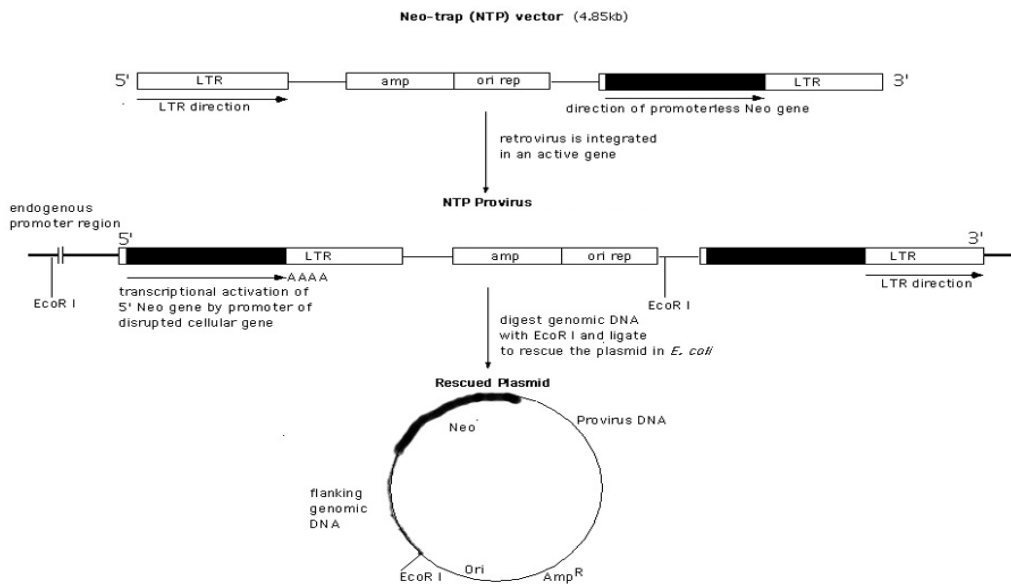 Neo-trap (NTP) vector (4.85kb)
5' LTR amp ori rep LTR 3'
LTR direction direction of promoterless Neo gene
retrovirus is integrated
in an active gene
NTP Provirus
endogenous
promoter region
5' LTR amp ori rep LTR 3'
AAAA
EcoR I
transcriptional activation of
5' Neo gene by promoter of
disrupted cellular gene
EcoR I
LTR direction
digest genomic DNA
with EcoR I and ligate
to rescue the plasmid in E. coli
Rescued Plasmid
Neo
Provirus DNA
flanking
genomic
DNA
EcoR I
Ori
Amp^R